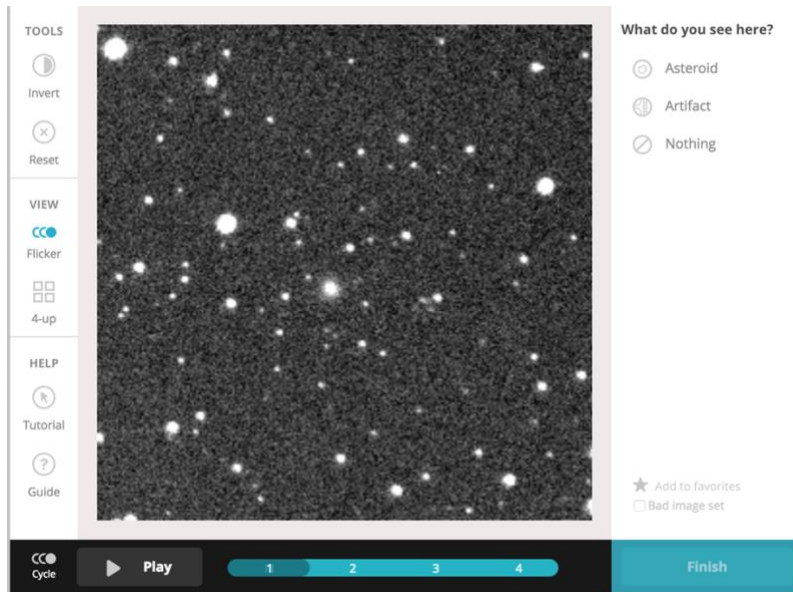 TOOLS
Invert
Reset
VIEW
Flicker
4-up
HELP
Tutorial
?
Guide
What do you see here?
Asteroid
Artifact
Nothing
Add to favorites
Bad image set
Cycle
Play
1 2 3 4
Finish